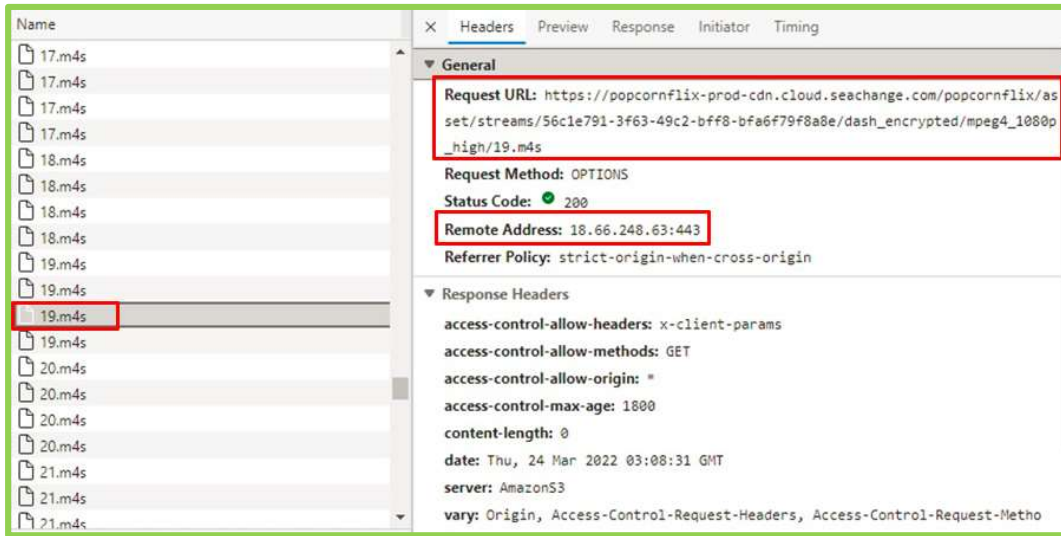 Name
17.m4s
17.m4s
17.m4s
17.m4s
18.m4s
18.m4s
18.m4s
18.m4s
19.m4s
19.m4s
19.m4s
19.m4s
20.m4s
20.m4s
20.m4s
20.m4s
21.m4s
21.m4s
21.m4s
× Headers Preview Response Initiator Timing
▼ General
Request URL: https://popcornflix-prod-cdn.cloud.seachange.com/popcornflix/as
set/streams/56c1e791-3f63-49c2-bff8-bfa6f79f8a8e/dash_encrypted/mpeg4_1080p
_high/19.m4s
Request Method: OPTIONS
Status Code: 200
Remote Address: 18.66.248.63:443
Referrer Policy: strict-origin-when-cross-origin
▼ Response Headers
access-control-allow-headers: x-client-params
access-control-allow-methods: GET
access-control-allow-origin: *
access-control-max-age: 1800
content-length: 0
date: Thu, 24 Mar 2022 03:08:31 GMT
server: AmazonS3
vary: Origin, Access-Control-Request-Headers, Access-Control-Request-Metho